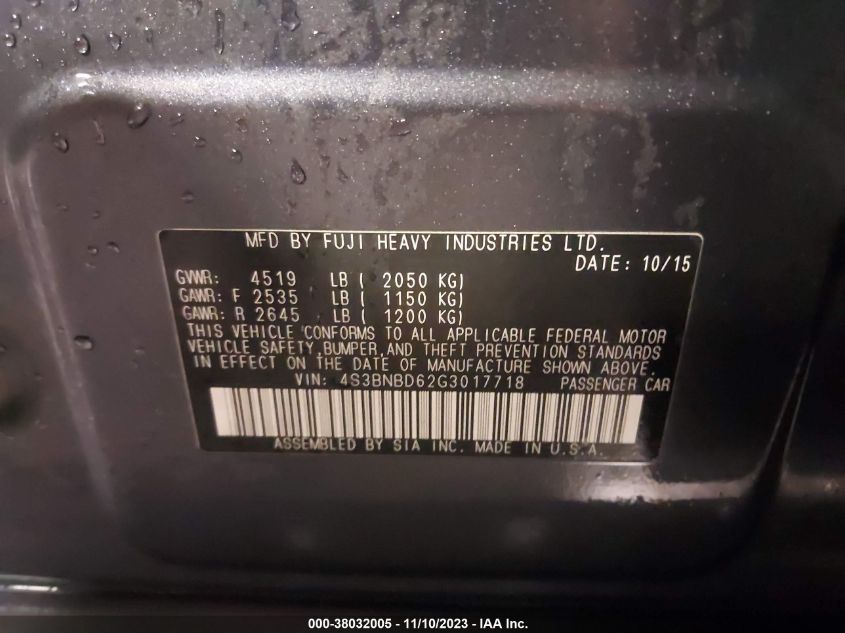 MFD BY FUJI HEAVY INDUSTRIES LTD.
DATE: 10/15
GVWR: 4519 LB ( 2050 KG)
GAWR: F 2535 LB ( 1150 KG)
GAWR: R 2645 LB ( 1200 KG)
THIS VEHICLE CONFORMS TO ALL APPLICABLE FEDERAL MOTOR
VEHICLE SAFETY,BUMPER,AND THEFT PREVENTION STANDARDS
IN EFFECT ON THE DATE OF MANUFACTURE SHOWN ABOVE.
VIN: 4S3BNBD62G3017718 PASSENGER CAR
ASSEMBLED BY SIA INC. MADE IN U.S.A.
000-38032005 - 11/10/2023 - IAA Inc.